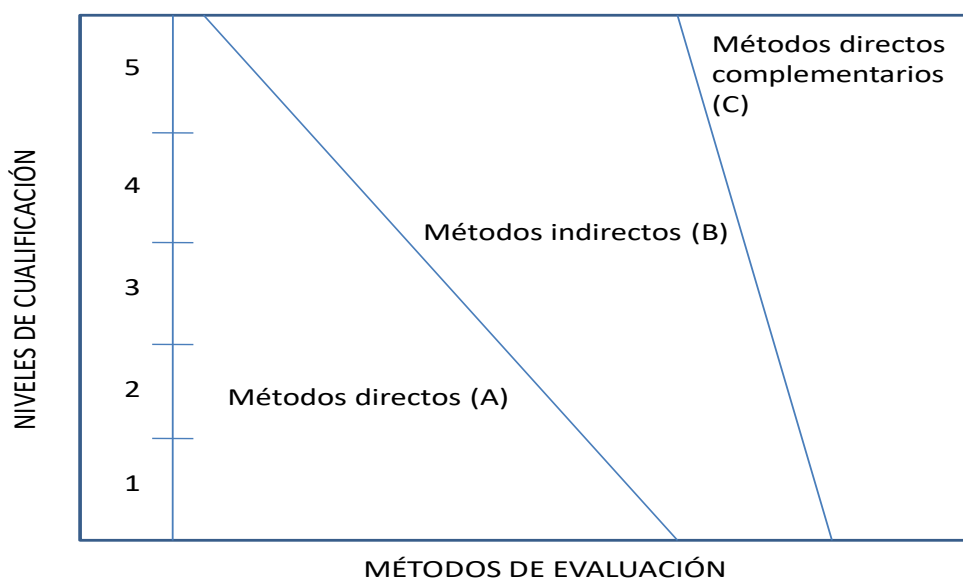 Métodos directos
complementarios
(C)
5
4
Métodos indirectos (B)
3
2
Métodos directos (A)
1
NIVELES DE CUALIFICACIÓN
MÉTODOS DE EVALUACIÓN